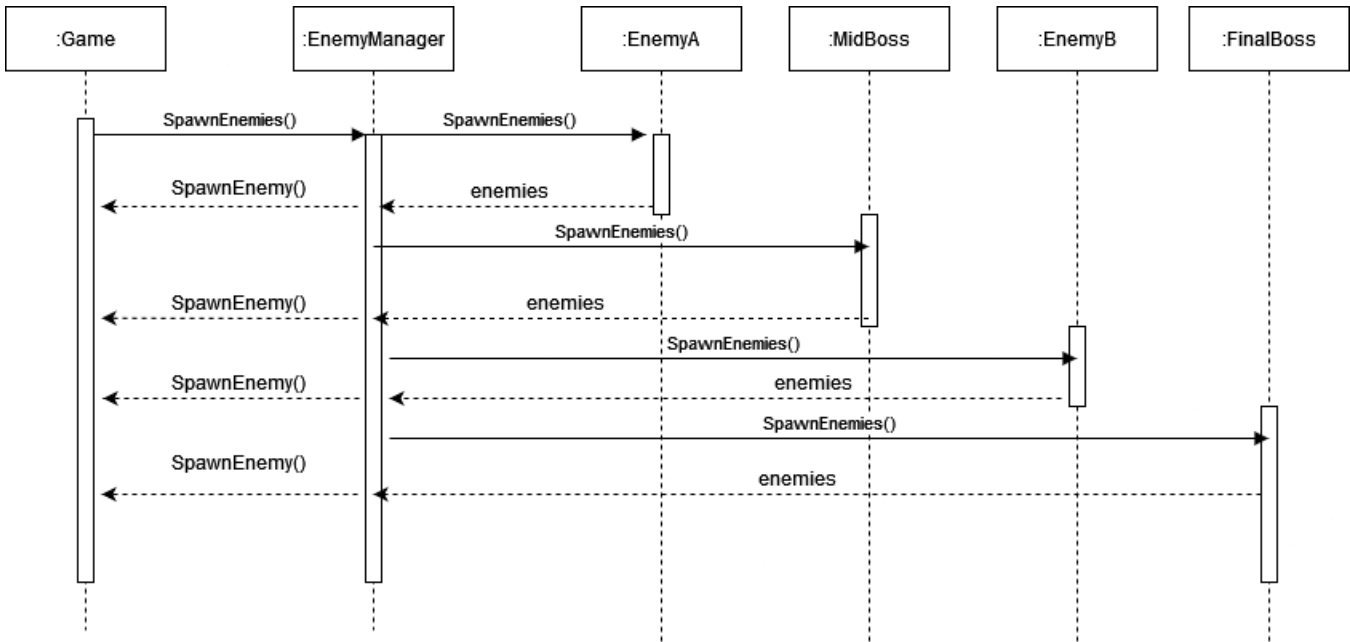 :Game
:EnemyManager
:EnemyA
:MidBoss
:EnemyB
:FinalBoss
SpawnEnemies()
SpawnEnemies()
SpawnEnemy()
enemies
SpawnEnemies()
SpawnEnemy()
enemies
SpawnEnemies()
SpawnEnemy()
enemies
SpawnEnemies()
SpawnEnemy()
enemies